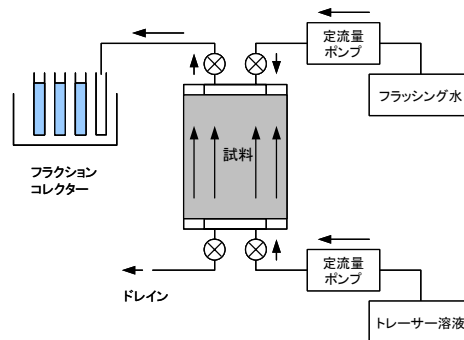 定流量
ポンプ
フラッシング水
試料
フラクション
コレクター
定流量
ポンプ
ドレイン
トレーサー溶液